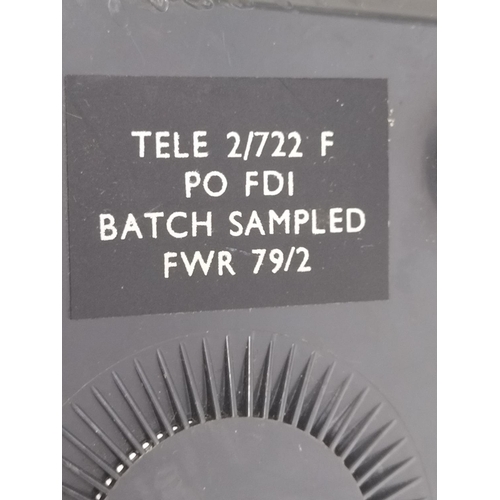 TELE 2/722 F
PO FDI
BATCH SAMPLED
FWR 79/2